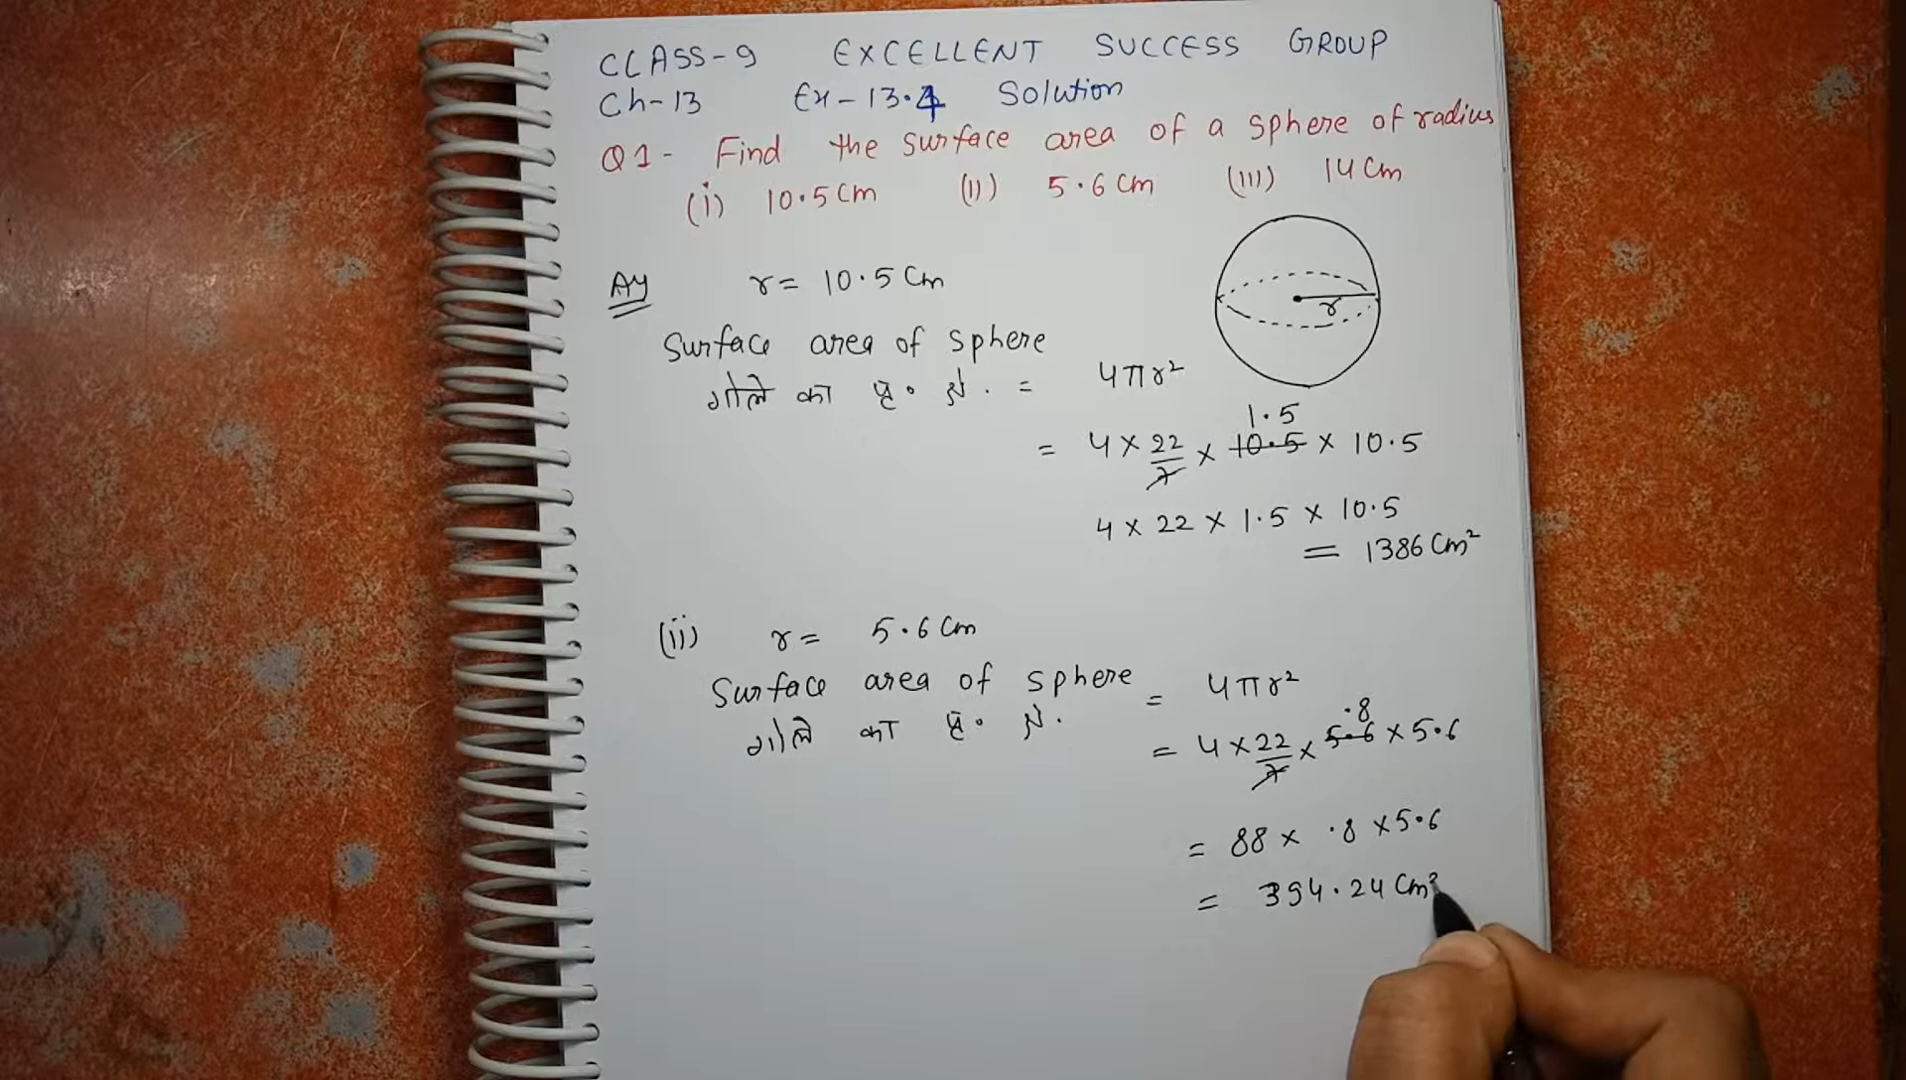 CLASS-9 EXCELLENT SUCCESS GROUP
Ch-13 Ex-13.4 Solution
Q1- Find the surface area of a sphere of radius
(i) 10.5 cm (ii) 5.6 cm (iii) 14 cm
r = 10.5 cm
r
Surface area of sphere
गोले का पृ० क्षे. = 4πr²
1.5
= 4 × 22/7 × 10.5 × 10.5
4 × 22 × 1.5 × 10.5
= 1386 cm²
(ii) r = 5.6 cm
Surface area of sphere = 4πr²
गोले का पृ० क्षे.
.8
= 4 × 22/7 × 5.6 × 5.6
= 88 × .8 × 5.6
= 394.24 cm²